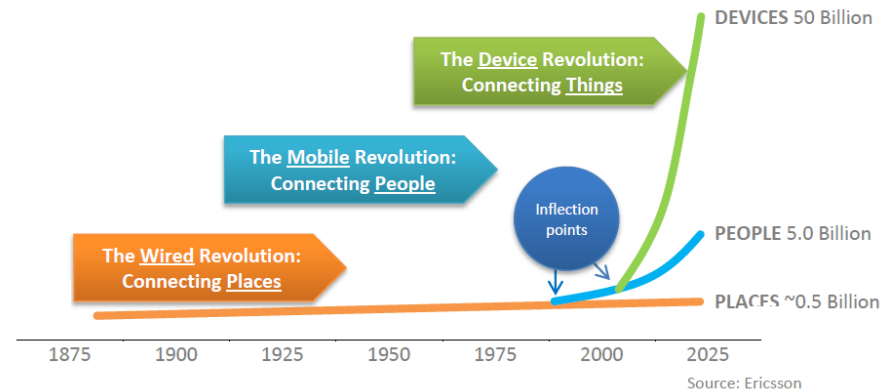 DEVICES 50 Billion
The Device Revolution:
Connecting Things
The Mobile Revolution:
Connecting People
Inflection
points
PEOPLE 5.0 Billion
The Wired Revolution:
Connecting Places
PLACES ~0.5 Billion
1875 1900 1925 1950 1975 2000 2025
Source: Ericsson